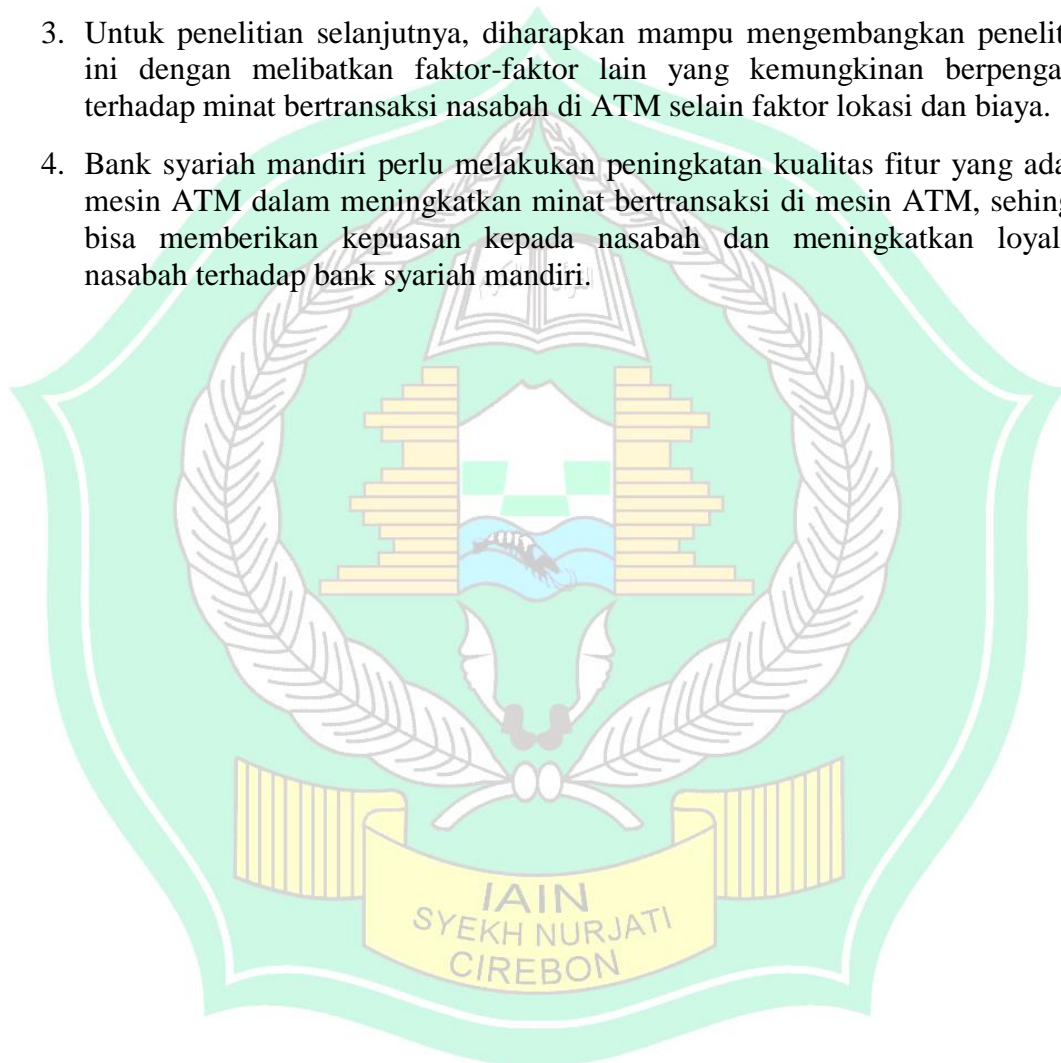 3. Untuk penelitian selanjutnya, diharapkan mampu mengembangkan penelit
ini dengan melibatkan faktor-faktor lain yang kemungkinan berpenga
terhadap minat bertransaksi nasabah di ATM selain faktor lokasi dan biaya.
4. Bank syariah mandiri perlu melakukan peningkatan kualitas fitur yang ada
mesin ATM dalam meningkatkan minat bertransaksi di mesin ATM, sehing
bisa memberikan kepuasan kepada nasabah dan meningkatkan loyal
nasabah terhadap bank syariah mandiri.
IAIN
SYEKH NURJATI
CIREBON